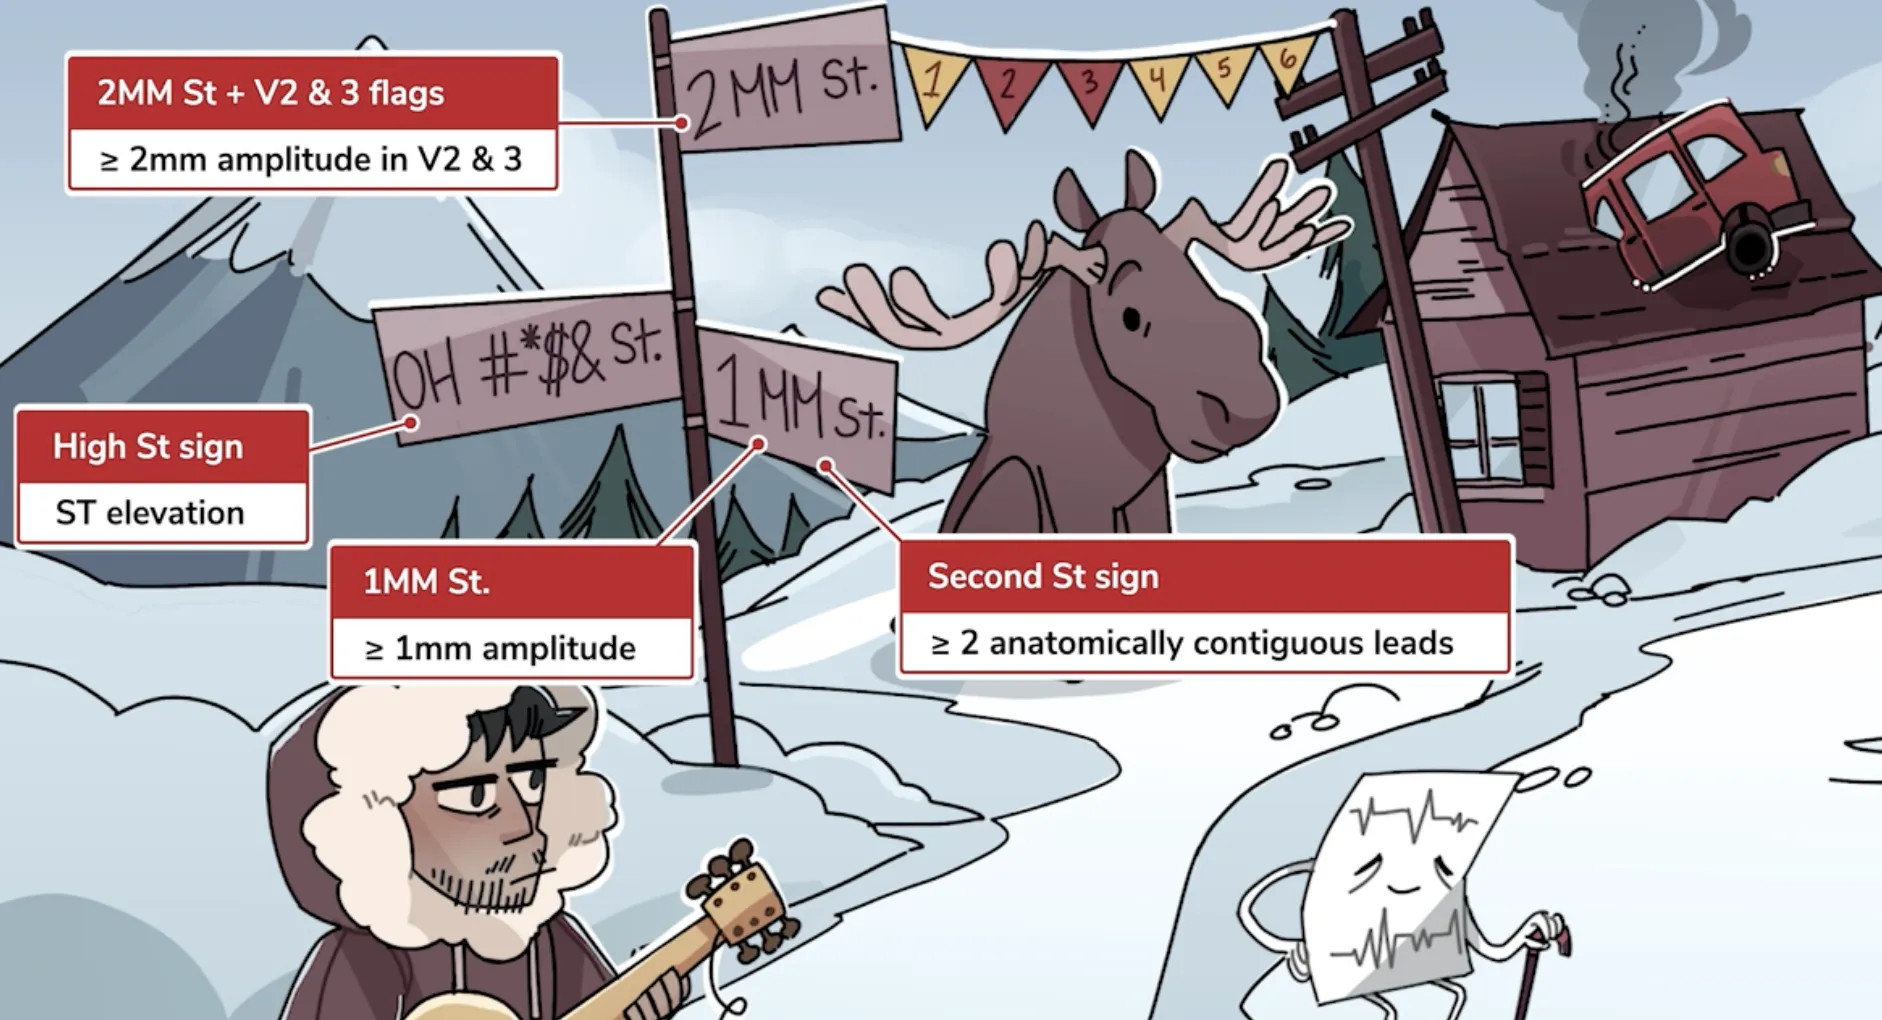 2MM St + V2 & 3 flags
≥ 2mm amplitude in V2 & 3
2MM St.
1 2 3 4 5 6
OH #*$& St.
1MM St.
High St sign
ST elevation
1MM St.
≥ 1mm amplitude
Second St sign
≥ 2 anatomically contiguous leads